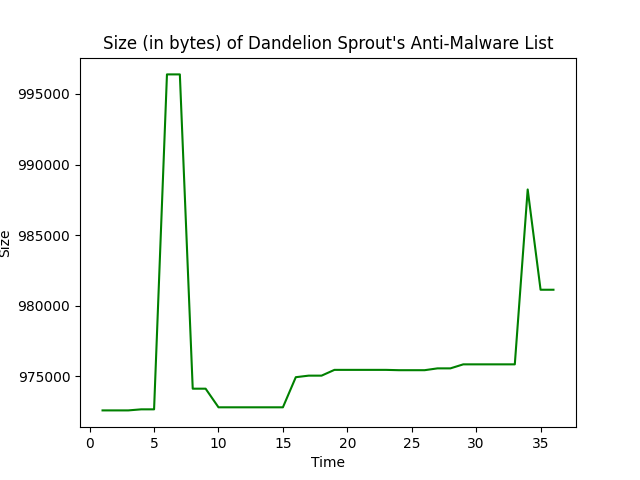 Size (in bytes) of Dandelion Sprout's Anti-Malware List
995000
990000
985000
980000
975000
Size
0 5 10 15 20 25 30 35
Time